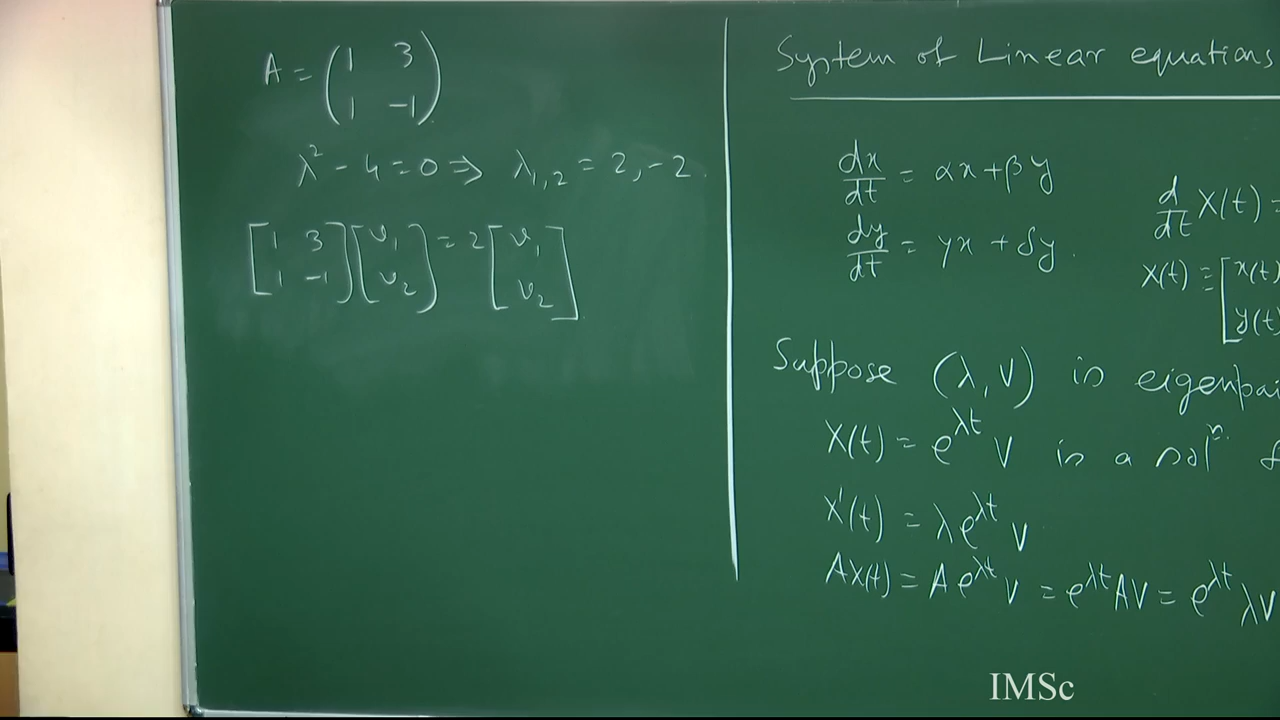 A = (1 3
1 -1)
λ² - 4 = 0 ⇒ λ₁,₂ = 2, -2.
[1 3 [v₁ = 2 [v₁
1 -1] v₂] v₂]
System of Linear equations
dx/dt = αx + βy
dy/dt = γx + δy.
d/dt X(t) =
X(t) ≡ [x(t)
y(t)
Suppose (λ, V) is eigenpai
X(t) = e^{λt} V is a solⁿ. f
X'(t) = λe^{λt} V
AX(t) = A e^{λt} V = e^{λt} AV = e^{λt} λV
IMSc